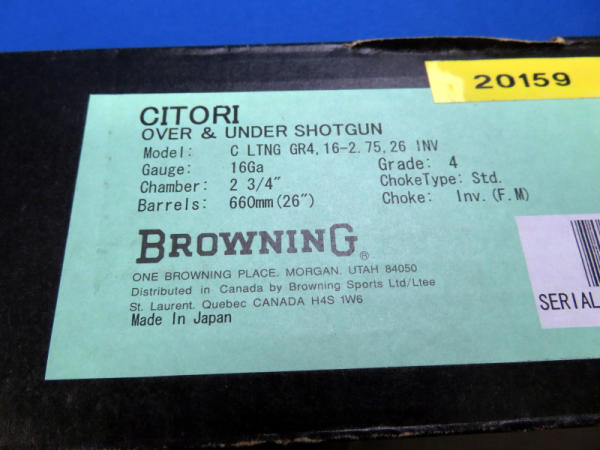 20159
CITORI
OVER & UNDER SHOTGUN
Model: C LTNG GR4,16-2.75,26 INV
Gauge: 16Ga Grade: 4
Chamber: 2 3/4" ChokeType: Std.
Barrels: 660mm(26") Choke: Inv.(F.M)
BROWNING®
ONE BROWNING PLACE, MORGAN, UTAH 84050
Distributed in Canada by Browning Sports Ltd/Ltee
St. Laurent, Quebec CANADA H4S 1W6
Made In Japan
SERIAL